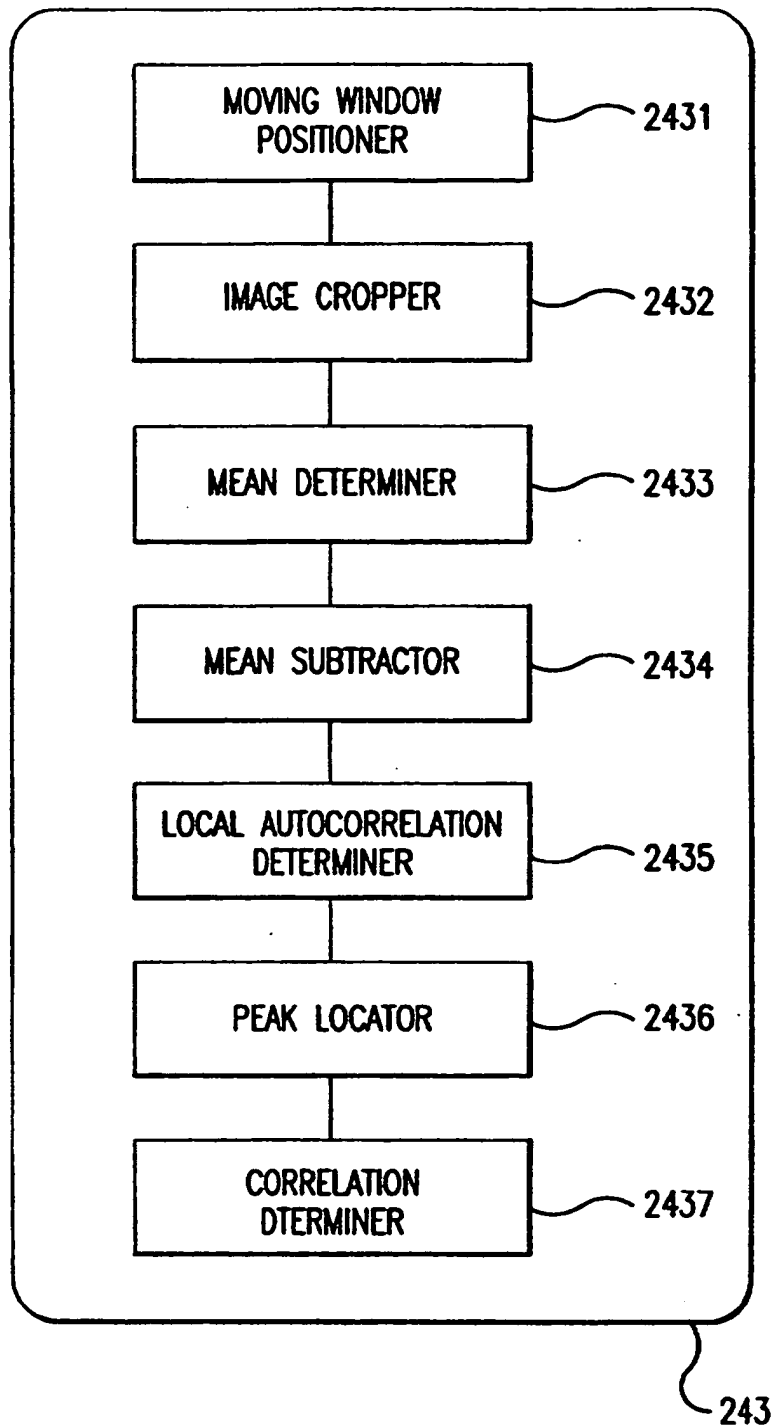 MOVING WINDOW
POSITIONER
2431
IMAGE CROPPER
2432
MEAN DETERMINER
2433
MEAN SUBTRACTOR
2434
LOCAL AUTOCORRELATION
DETERMINER
2435
PEAK LOCATOR
2436
CORRELATION
DTERMINER
2437
243